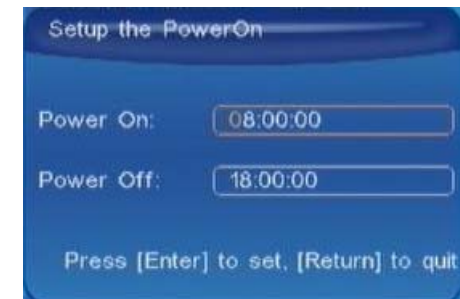 Setup the PowerOn
Power On: 08:00:00
Power Off: 18:00:00
Press [Enter] to set, [Return] to quit